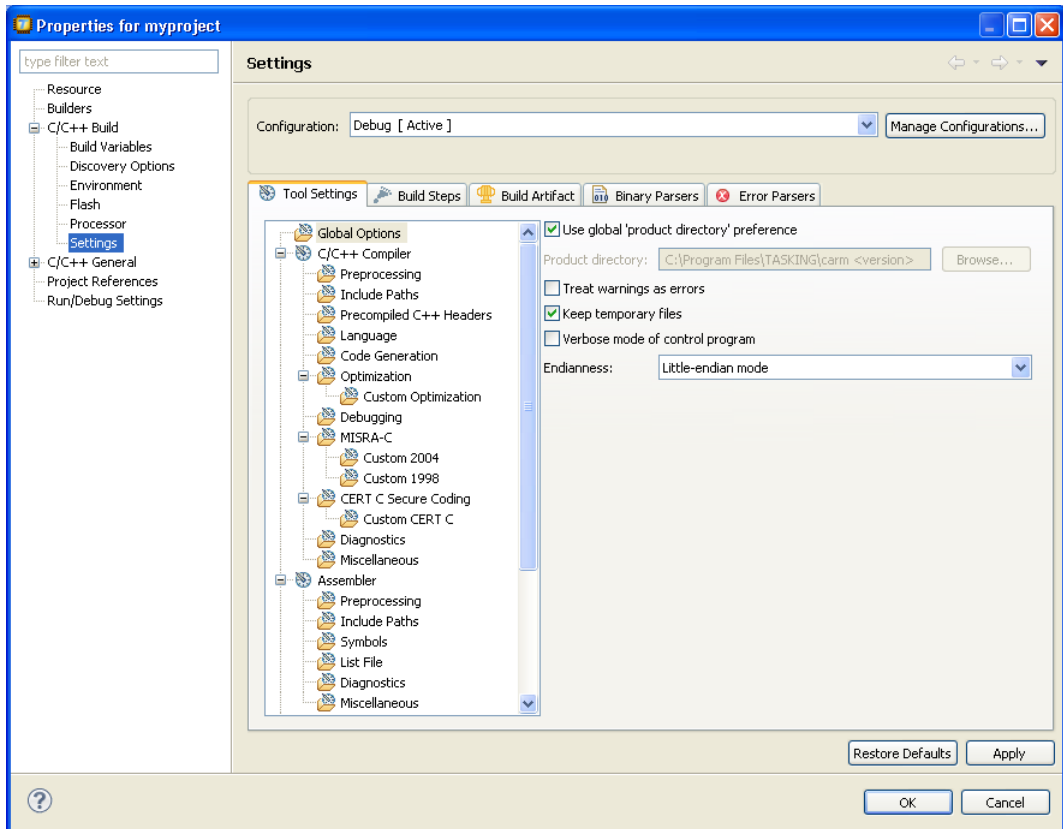 Properties for myproject
type filter text
Resource
Builders
C/C++ Build
Build Variables
Discovery Options
Environment
Flash
Processor
Settings
C/C++ General
Project References
Run/Debug Settings
Settings
Configuration: Debug [ Active ] Manage Configurations...
Tool Settings Build Steps Build Artifact Binary Parsers Error Parsers
Global Options
C/C++ Compiler
Preprocessing
Include Paths
Precompiled C++ Headers
Language
Code Generation
Optimization
Custom Optimization
Debugging
MISRA-C
Custom 2004
Custom 1998
CERT C Secure Coding
Custom CERT C
Diagnostics
Miscellaneous
Assembler
Preprocessing
Include Paths
Symbols
List File
Diagnostics
Miscellaneous
Use global 'product directory' preference
Product directory: C:\Program Files\TASKING\carm <version> Browse...
Treat warnings as errors
Keep temporary files
Verbose mode of control program
Endianness: Little-endian mode
Restore Defaults Apply
? OK Cancel